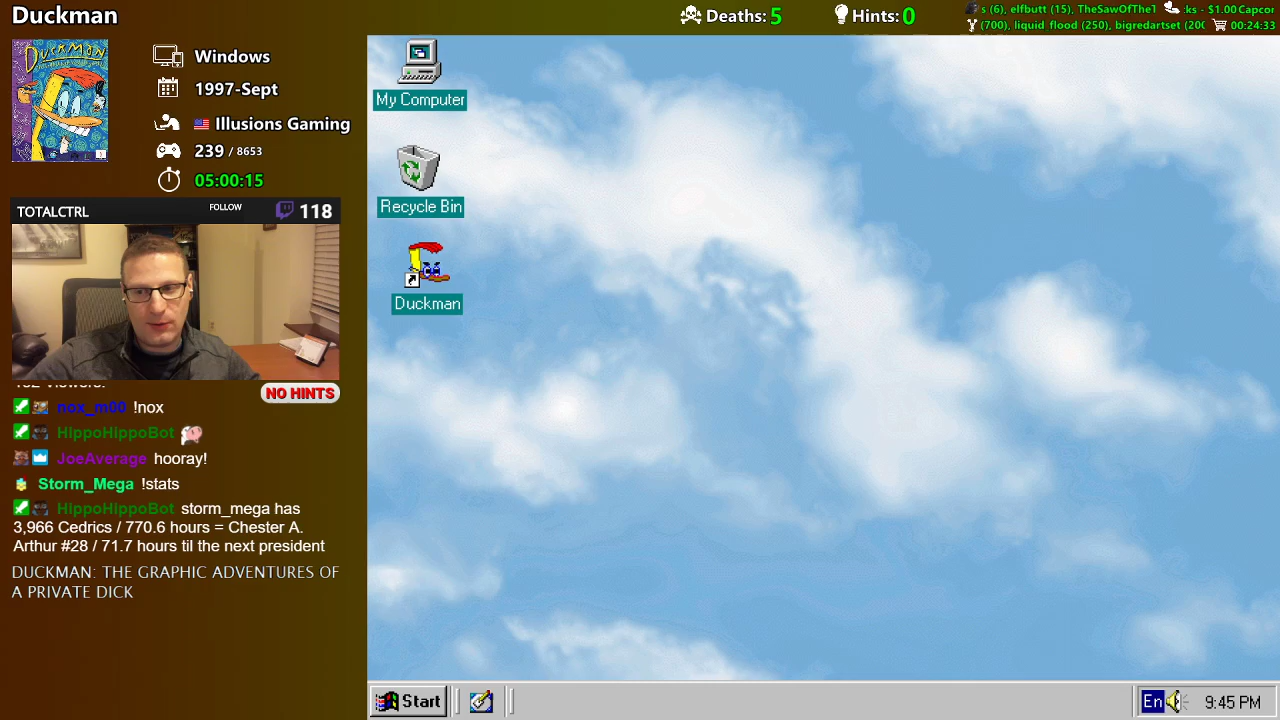 Duckman
Deaths: 5
Hints: 0
s (6), elfbutt (15), TheSawOfTheT
:ks - $1.00 Capcor
(700), liquid_flood (250), bigredartset (200
00:24:33
DUCKMAN
Windows
1997-Sept
Illusions Gaming
239 / 8653
05:00:15
TOTALCTRL
FOLLOW
118
NO HINTS
nox_m00 !nox
HippoHippoBot
JoeAverage hooray!
Storm_Mega !stats
HippoHippoBot storm_mega has
3,966 Cedrics / 770.6 hours = Chester A.
Arthur #28 / 71.7 hours til the next president
DUCKMAN: THE GRAPHIC ADVENTURES OF
A PRIVATE DICK
My Computer
Recycle Bin
Duckman
Start
En
9:45 PM